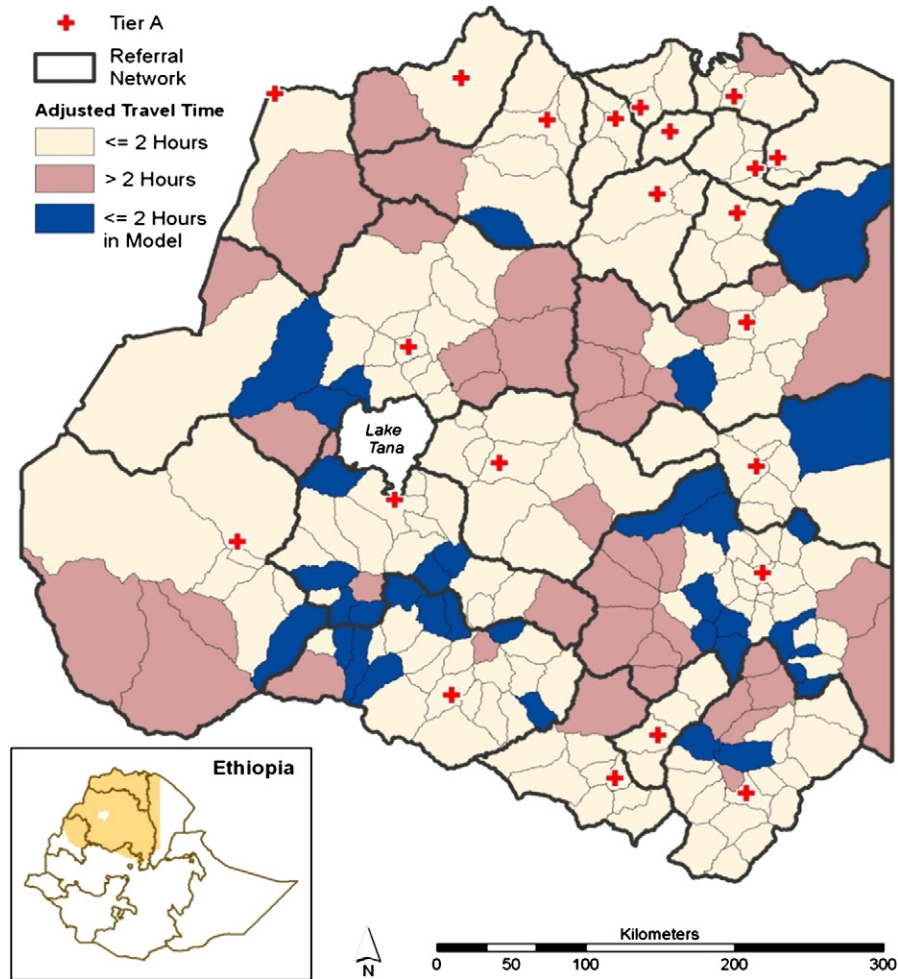 Tier A
Referral
Network
Adjusted Travel Time
<= 2 Hours
> 2 Hours
<= 2 Hours
in Model
Lake
Tana
Ethiopia
N
Kilometers
0 50 100 200 300